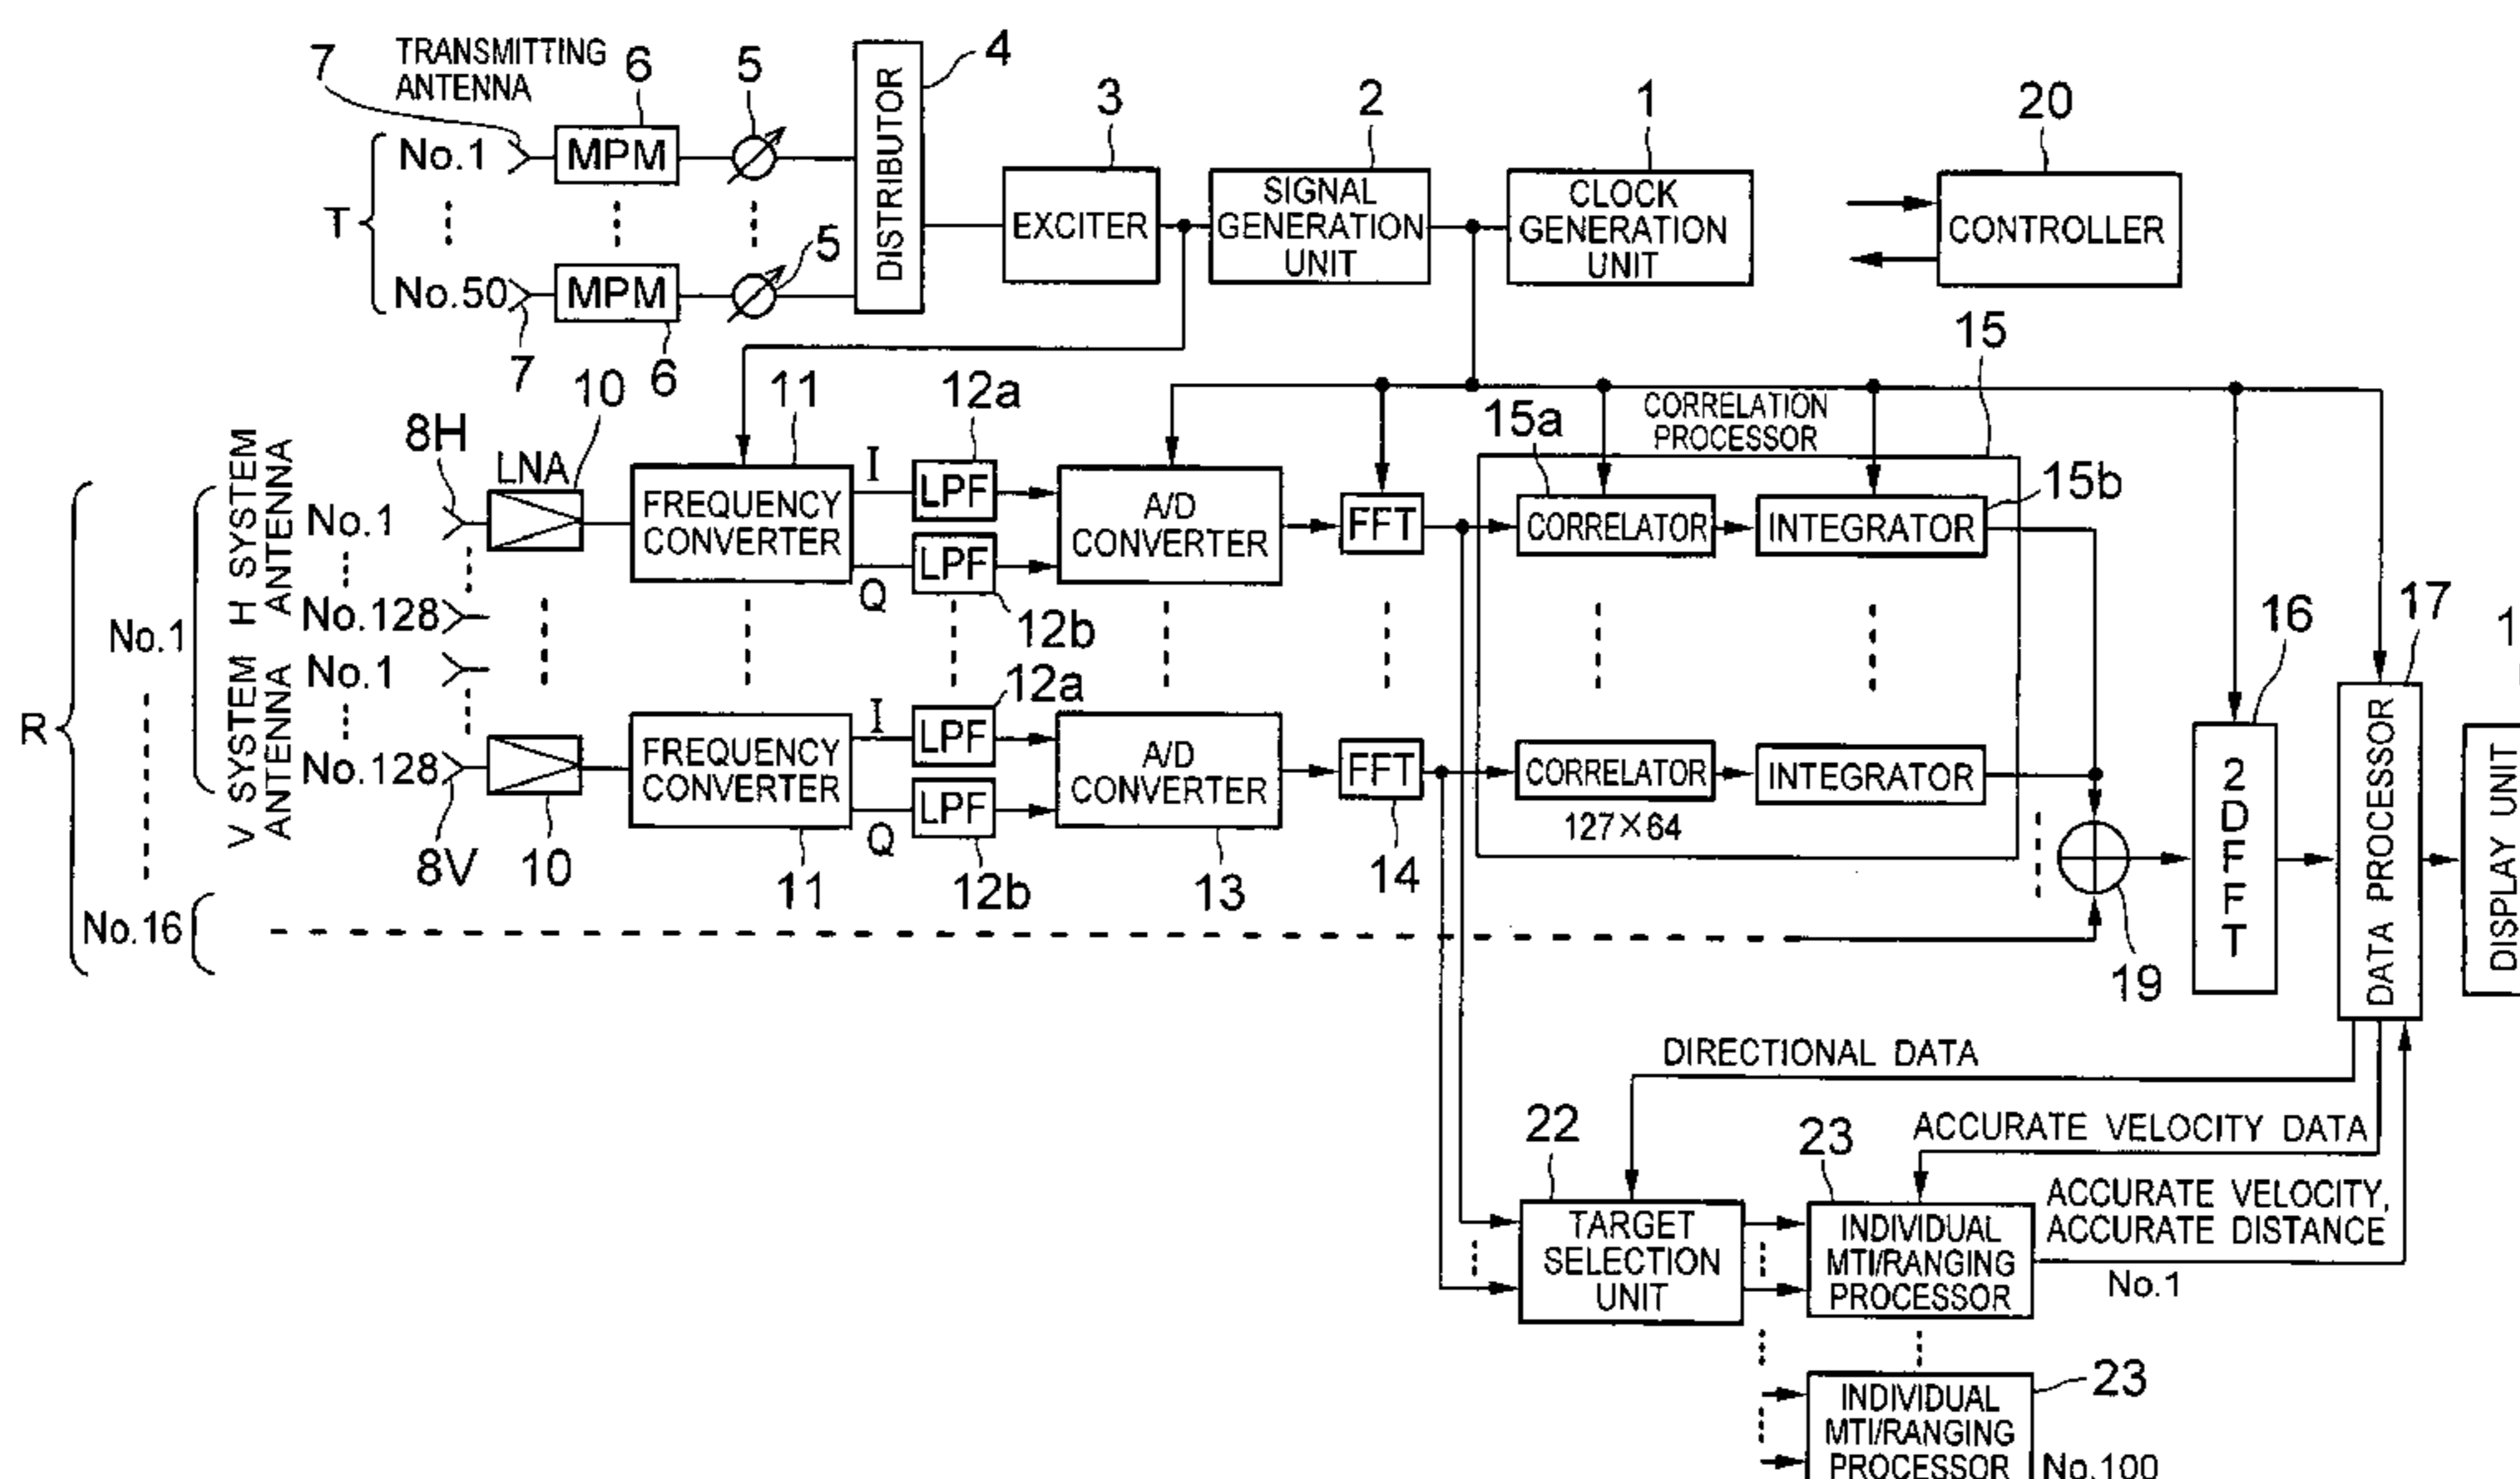 7
TRANSMITTING
ANTENNA
6
5
4
3
2
1
20
T
No.1
MPM
No.50
MPM
5
7
6
DISTRIBUTOR
EXCITER
SIGNAL
GENERATION
UNIT
CLOCK
GENERATION
UNIT
CONTROLLER
15
8H
LNA
10
11
12a
15a
CORRELATION
PROCESSOR
15b
R
No.1
H SYSTEM
ANTENNA
No.1
No.128
V SYSTEM
ANTENNA
No.1
No.128
8V
10
FREQUENCY
CONVERTER
I
Q
LPF
LPF
12b
A/D
CONVERTER
FFT
CORRELATOR
INTEGRATOR
12a
FREQUENCY
CONVERTER
11
I
Q
LPF
LPF
12b
A/D
CONVERTER
13
FFT
14
CORRELATOR
127×64
INTEGRATOR
16
17
1
2DFFT
DATA PROCESSOR
DISPLAY UNIT
19
No.16
DIRECTIONAL DATA
22
23
ACCURATE VELOCITY DATA
TARGET
SELECTION
UNIT
INDIVIDUAL
MTI/RANGING
PROCESSOR
ACCURATE VELOCITY,
ACCURATE DISTANCE
No.1
23
INDIVIDUAL
MTI/RANGING
PROCESSOR
No.100